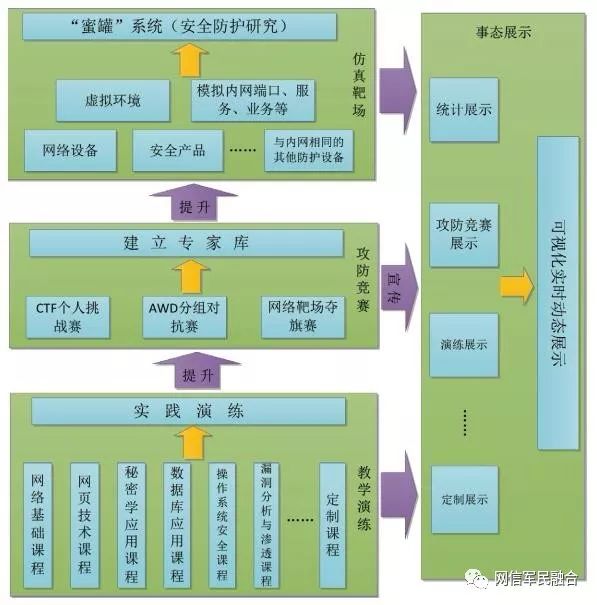 “蜜罐”系统（安全防护研究）
虚拟环境
模拟内网端口、服
务、业务等
网络设备
安全产品
……
与内网相同的
其他防护设备
仿真靶场
提升
建立专家库
CTF个人挑
战赛
AWD分组对
抗赛
网络靶场夺
旗赛
攻防竞赛
提升
实践演练
网络基础课程
网页技术课程
秘密学应用课程
数据库应用课程
操作系统安全课程
漏洞分析与渗透课程
……
定制课程
教学演练
宣传
事态展示
统计展示
攻防竞赛
展示
演练展示
……
定制展示
可视化实时动态展示
网信军民融合